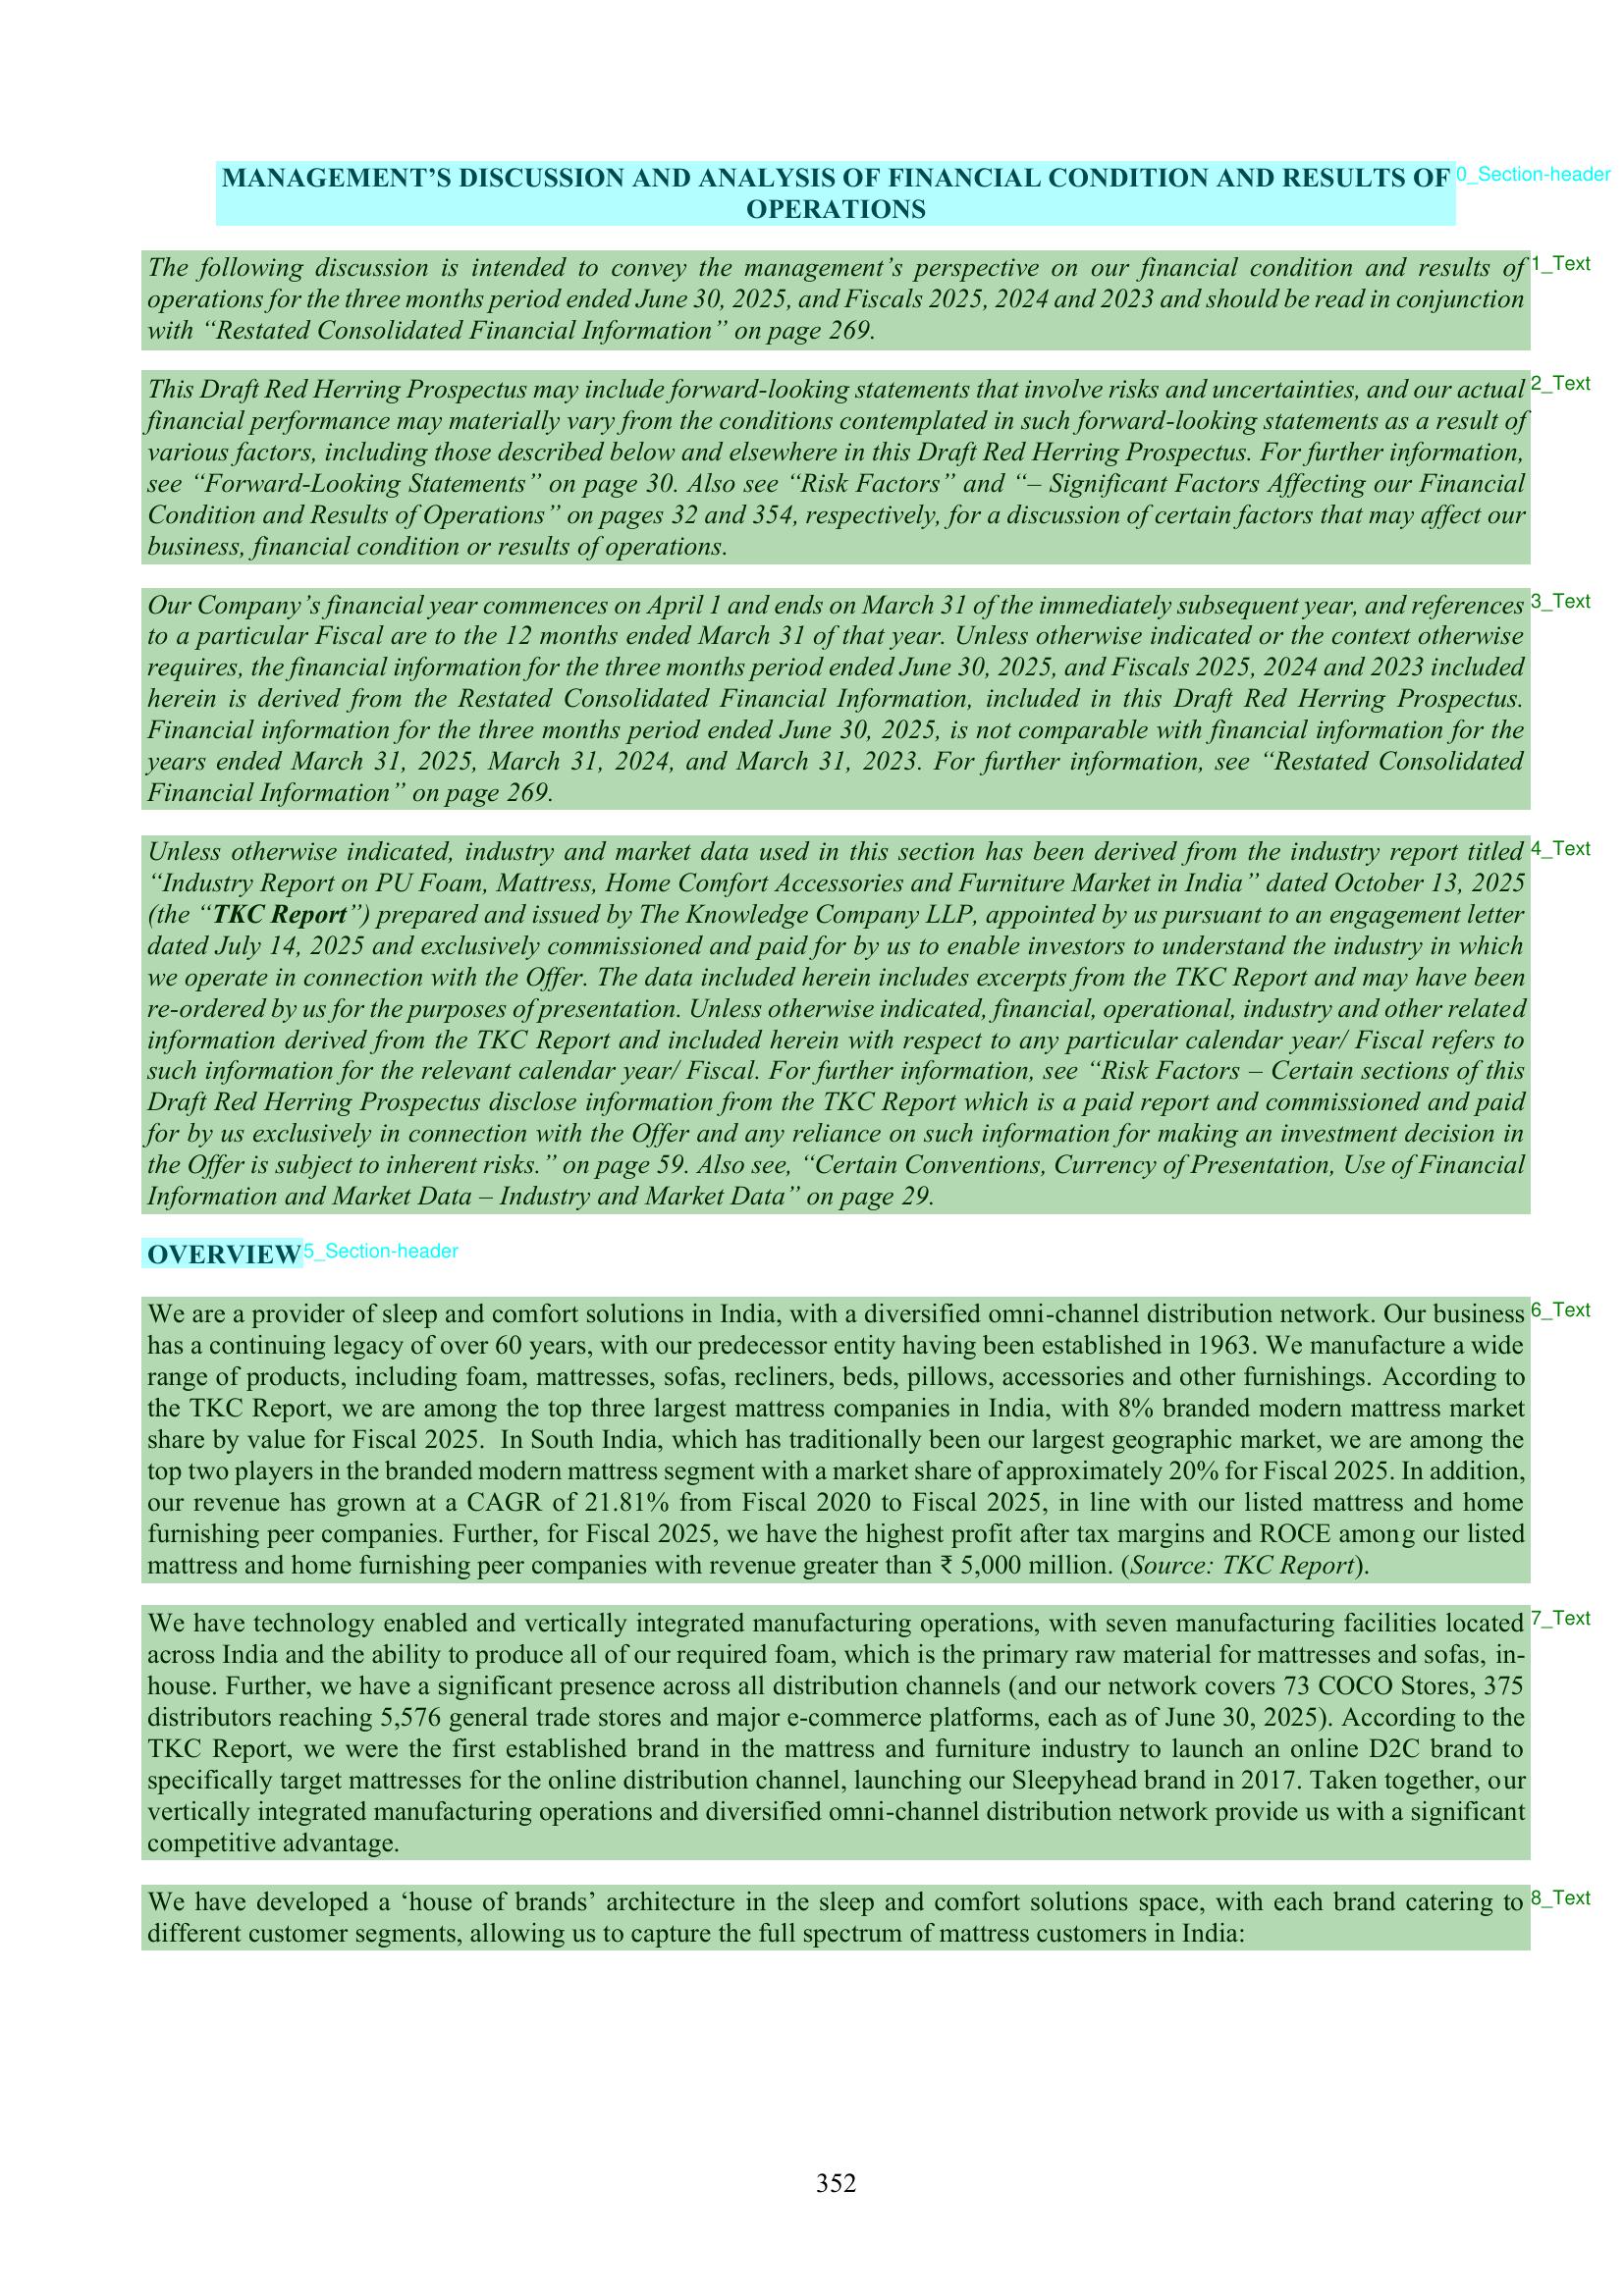 MANAGEMENT’S DISCUSSION AND ANALYSIS OF FINANCIAL CONDITION AND RESULTS OF 0_Section-header
OPERATIONS
The following discussion is intended to convey the management’s perspective on our financial condition and results of 1_Text
operations for the three months period ended June 30, 2025, and Fiscals 2025, 2024 and 2023 and should be read in conjunction
with “Restated Consolidated Financial Information” on page 269.
This Draft Red Herring Prospectus may include forward-looking statements that involve risks and uncertainties, and our actual 2_Text
financial performance may materially vary from the conditions contemplated in such forward-looking statements as a result of
various factors, including those described below and elsewhere in this Draft Red Herring Prospectus. For further information,
see “Forward-Looking Statements” on page 30. Also see “Risk Factors” and “– Significant Factors Affecting our Financial
Condition and Results of Operations” on pages 32 and 354, respectively, for a discussion of certain factors that may affect our
business, financial condition or results of operations.
Our Company’s financial year commences on April 1 and ends on March 31 of the immediately subsequent year, and references 3_Text
to a particular Fiscal are to the 12 months ended March 31 of that year. Unless otherwise indicated or the context otherwise
requires, the financial information for the three months period ended June 30, 2025, and Fiscals 2025, 2024 and 2023 included
herein is derived from the Restated Consolidated Financial Information, included in this Draft Red Herring Prospectus.
Financial information for the three months period ended June 30, 2025, is not comparable with financial information for the
years ended March 31, 2025, March 31, 2024, and March 31, 2023. For further information, see “Restated Consolidated
Financial Information” on page 269.
Unless otherwise indicated, industry and market data used in this section has been derived from the industry report titled 4_Text
“Industry Report on PU Foam, Mattress, Home Comfort Accessories and Furniture Market in India” dated October 13, 2025
(the “TKC Report”) prepared and issued by The Knowledge Company LLP, appointed by us pursuant to an engagement letter
dated July 14, 2025 and exclusively commissioned and paid for by us to enable investors to understand the industry in which
we operate in connection with the Offer. The data included herein includes excerpts from the TKC Report and may have been
re-ordered by us for the purposes of presentation. Unless otherwise indicated, financial, operational, industry and other related
information derived from the TKC Report and included herein with respect to any particular calendar year/ Fiscal refers to
such information for the relevant calendar year/ Fiscal. For further information, see “Risk Factors – Certain sections of this
Draft Red Herring Prospectus disclose information from the TKC Report which is a paid report and commissioned and paid
for by us exclusively in connection with the Offer and any reliance on such information for making an investment decision in
the Offer is subject to inherent risks.” on page 59. Also see, “Certain Conventions, Currency of Presentation, Use of Financial
Information and Market Data – Industry and Market Data” on page 29.
OVERVIEW 5_Section-header
We are a provider of sleep and comfort solutions in India, with a diversified omni-channel distribution network. Our business 6_Text
has a continuing legacy of over 60 years, with our predecessor entity having been established in 1963. We manufacture a wide
range of products, including foam, mattresses, sofas, recliners, beds, pillows, accessories and other furnishings. According to
the TKC Report, we are among the top three largest mattress companies in India, with 8% branded modern mattress market
share by value for Fiscal 2025. In South India, which has traditionally been our largest geographic market, we are among the
top two players in the branded modern mattress segment with a market share of approximately 20% for Fiscal 2025. In addition,
our revenue has grown at a CAGR of 21.81% from Fiscal 2020 to Fiscal 2025, in line with our listed mattress and home
furnishing peer companies. Further, for Fiscal 2025, we have the highest profit after tax margins and ROCE among our listed
mattress and home furnishing peer companies with revenue greater than ₹ 5,000 million. (Source: TKC Report).
We have technology enabled and vertically integrated manufacturing operations, with seven manufacturing facilities located 7_Text
across India and the ability to produce all of our required foam, which is the primary raw material for mattresses and sofas, in-
house. Further, we have a significant presence across all distribution channels (and our network covers 73 COCO Stores, 375
distributors reaching 5,576 general trade stores and major e-commerce platforms, each as of June 30, 2025). According to the
TKC Report, we were the first established brand in the mattress and furniture industry to launch an online D2C brand to
specifically target mattresses for the online distribution channel, launching our Sleepyhead brand in 2017. Taken together, our
vertically integrated manufacturing operations and diversified omni-channel distribution network provide us with a significant
competitive advantage.
We have developed a ‘house of brands’ architecture in the sleep and comfort solutions space, with each brand catering to 8_Text
different customer segments, allowing us to capture the full spectrum of mattress customers in India:
352